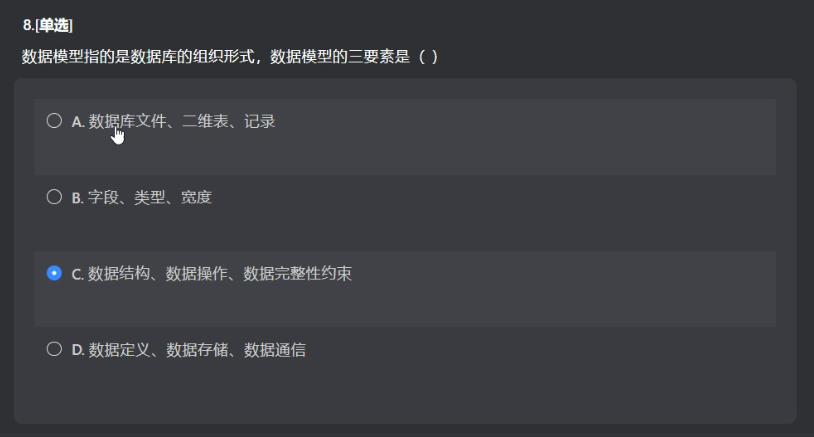 8.[单选]
数据模型指的是数据库的组织形式，数据模型的三要素是（ ）
A. 数据库文件、二维表、记录
B. 字段、类型、宽度
C. 数据结构、数据操作、数据完整性约束
D. 数据定义、数据存储、数据通信